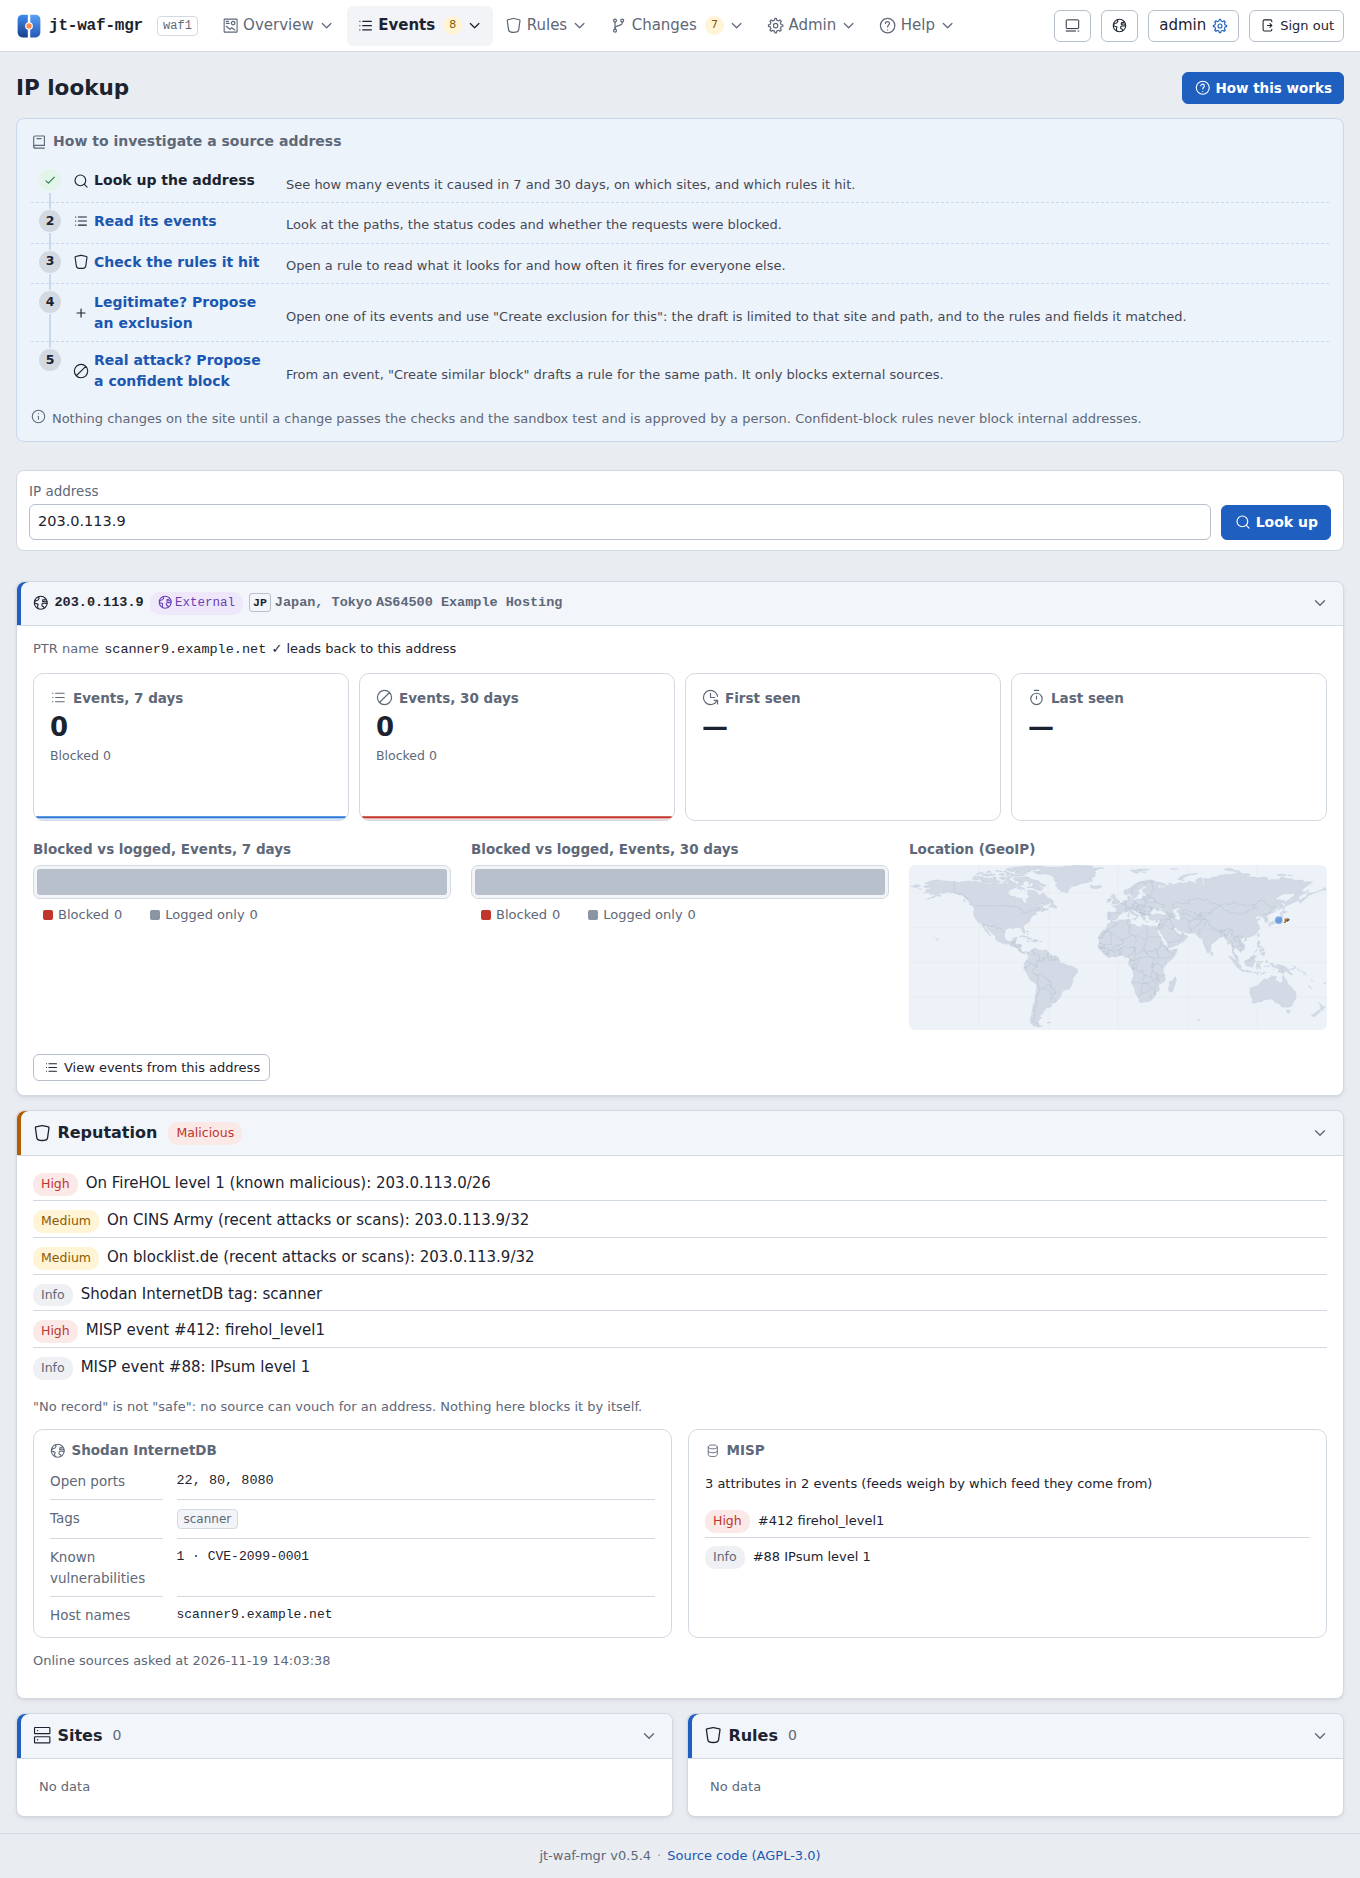 jt-waf-mgr waf1 Overview Events 8 Rules Changes 7 Admin Help admin Sign out
IP lookup
How this works
How to investigate a source address
Look up the address See how many events it caused in 7 and 30 days, on which sites, and which rules it hit.
2 Read its events Look at the paths, the status codes and whether the requests were blocked.
3 Check the rules it hit Open a rule to read what it looks for and how often it fires for everyone else.
4 Legitimate? Propose
an exclusion Open one of its events and use "Create exclusion for this": the draft is limited to that site and path, and to the rules and fields it matched.
5 Real attack? Propose
a confident block From an event, "Create similar block" drafts a rule for the same path. It only blocks external sources.
Nothing changes on the site until a change passes the checks and the sandbox test and is approved by a person. Confident-block rules never block internal addresses.
IP address
203.0.113.9
Look up
203.0.113.9 External JP Japan, Tokyo AS64500 Example Hosting
PTR name scanner9.example.net ✓ leads back to this address
Events, 7 days
0
Blocked 0
Events, 30 days
0
Blocked 0
First seen
—
Last seen
—
Blocked vs logged, Events, 7 days
Blocked 0 Logged only 0
Blocked vs logged, Events, 30 days
Blocked 0 Logged only 0
Location (GeoIP)
JP
View events from this address
Reputation Malicious
High On FireHOL level 1 (known malicious): 203.0.113.0/26
Medium On CINS Army (recent attacks or scans): 203.0.113.9/32
Medium On blocklist.de (recent attacks or scans): 203.0.113.9/32
Info Shodan InternetDB tag: scanner
High MISP event #412: firehol_level1
Info MISP event #88: IPsum level 1
"No record" is not "safe": no source can vouch for an address. Nothing here blocks it by itself.
Shodan InternetDB
Open ports 22, 80, 8080
Tags scanner
Known
vulnerabilities 1 · CVE-2099-0001
Host names scanner9.example.net
MISP
3 attributes in 2 events (feeds weigh by which feed they come from)
High #412 firehol_level1
Info #88 IPsum level 1
Online sources asked at 2026-11-19 14:03:38
Sites 0
No data
Rules 0
No data
jt-waf-mgr v0.5.4 · Source code (AGPL-3.0)